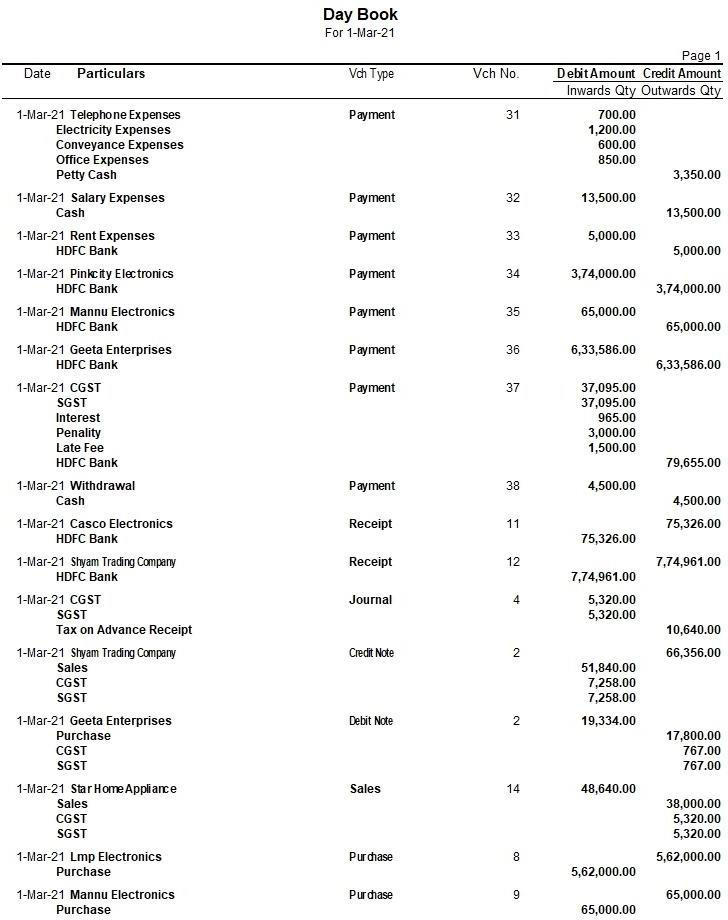 Day Book
For 1-Mar-21
Page 1
Date Particulars Vch Type Vch No. Debit Amount Credit Amount
Inwards Qty Outwards Qty
1-Mar-21 Telephone Expenses Payment 31 700.00
Electricity Expenses 1,200.00
Conveyance Expenses 600.00
Office Expenses 850.00
Petty Cash 3,350.00
1-Mar-21 Salary Expenses Payment 32 13,500.00
Cash 13,500.00
1-Mar-21 Rent Expenses Payment 33 5,000.00
HDFC Bank 5,000.00
1-Mar-21 Pinkcity Electronics Payment 34 3,74,000.00
HDFC Bank 3,74,000.00
1-Mar-21 Mannu Electronics Payment 35 65,000.00
HDFC Bank 65,000.00
1-Mar-21 Geeta Enterprises Payment 36 6,33,586.00
HDFC Bank 6,33,586.00
1-Mar-21 CGST Payment 37 37,095.00
SGST 37,095.00
Interest 965.00
Penality 3,000.00
Late Fee 1,500.00
HDFC Bank 79,655.00
1-Mar-21 Withdrawal Payment 38 4,500.00
Cash 4,500.00
1-Mar-21 Casco Electronics Receipt 11 75,326.00
HDFC Bank 75,326.00
1-Mar-21 Shyam Trading Company Receipt 12 7,74,961.00
HDFC Bank 7,74,961.00
1-Mar-21 CGST Journal 4 5,320.00
SGST 5,320.00
Tax on Advance Receipt 10,640.00
1-Mar-21 Shyam Trading Company Credit Note 2 66,356.00
Sales 51,840.00
CGST 7,258.00
SGST 7,258.00
1-Mar-21 Geeta Enterprises Debit Note 2 19,334.00
Purchase 17,800.00
CGST 767.00
SGST 767.00
1-Mar-21 Star Home Appliance Sales 14 48,640.00
Sales 38,000.00
CGST 5,320.00
SGST 5,320.00
1-Mar-21 Lmp Electronics Purchase 8 5,62,000.00
Purchase 5,62,000.00
1-Mar-21 Mannu Electronics Purchase 9 65,000.00
Purchase 65,000.00